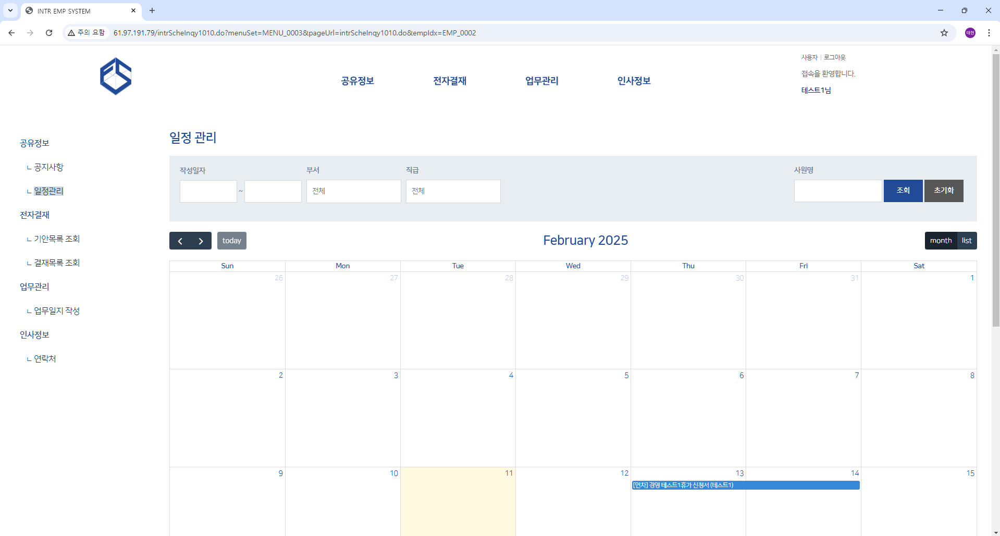 INTR EMP SYSTEM
주의 요함
61.97.191.79/intrScheInqy1010.do?menuSet=MENU_0003&pageUrl=intrScheInqy1010.do&empIdx=EMP_0002
태현
사용자 | 로그아웃
접속을 환영합니다.
테스트1님
공유정보 전자결재 업무관리 인사정보
공유정보
ㄴ 공지사항
ㄴ 일정관리
전자결재
ㄴ 기안목록 조회
ㄴ 결재목록 조회
업무관리
ㄴ 업무일지 작성
인사정보
ㄴ 연락처
일정 관리
작성일자 부서 직급 사원명
~ 전체 전체 조회 초기화
today February 2025 month list
Sun Mon Tue Wed Thu Fri Sat
26 27 28 29 30 31 1
2 3 4 5 6 7 8
9 10 11 12 13 14 15
[연차] 경영 테스트1휴가 신청서 (테스트1)